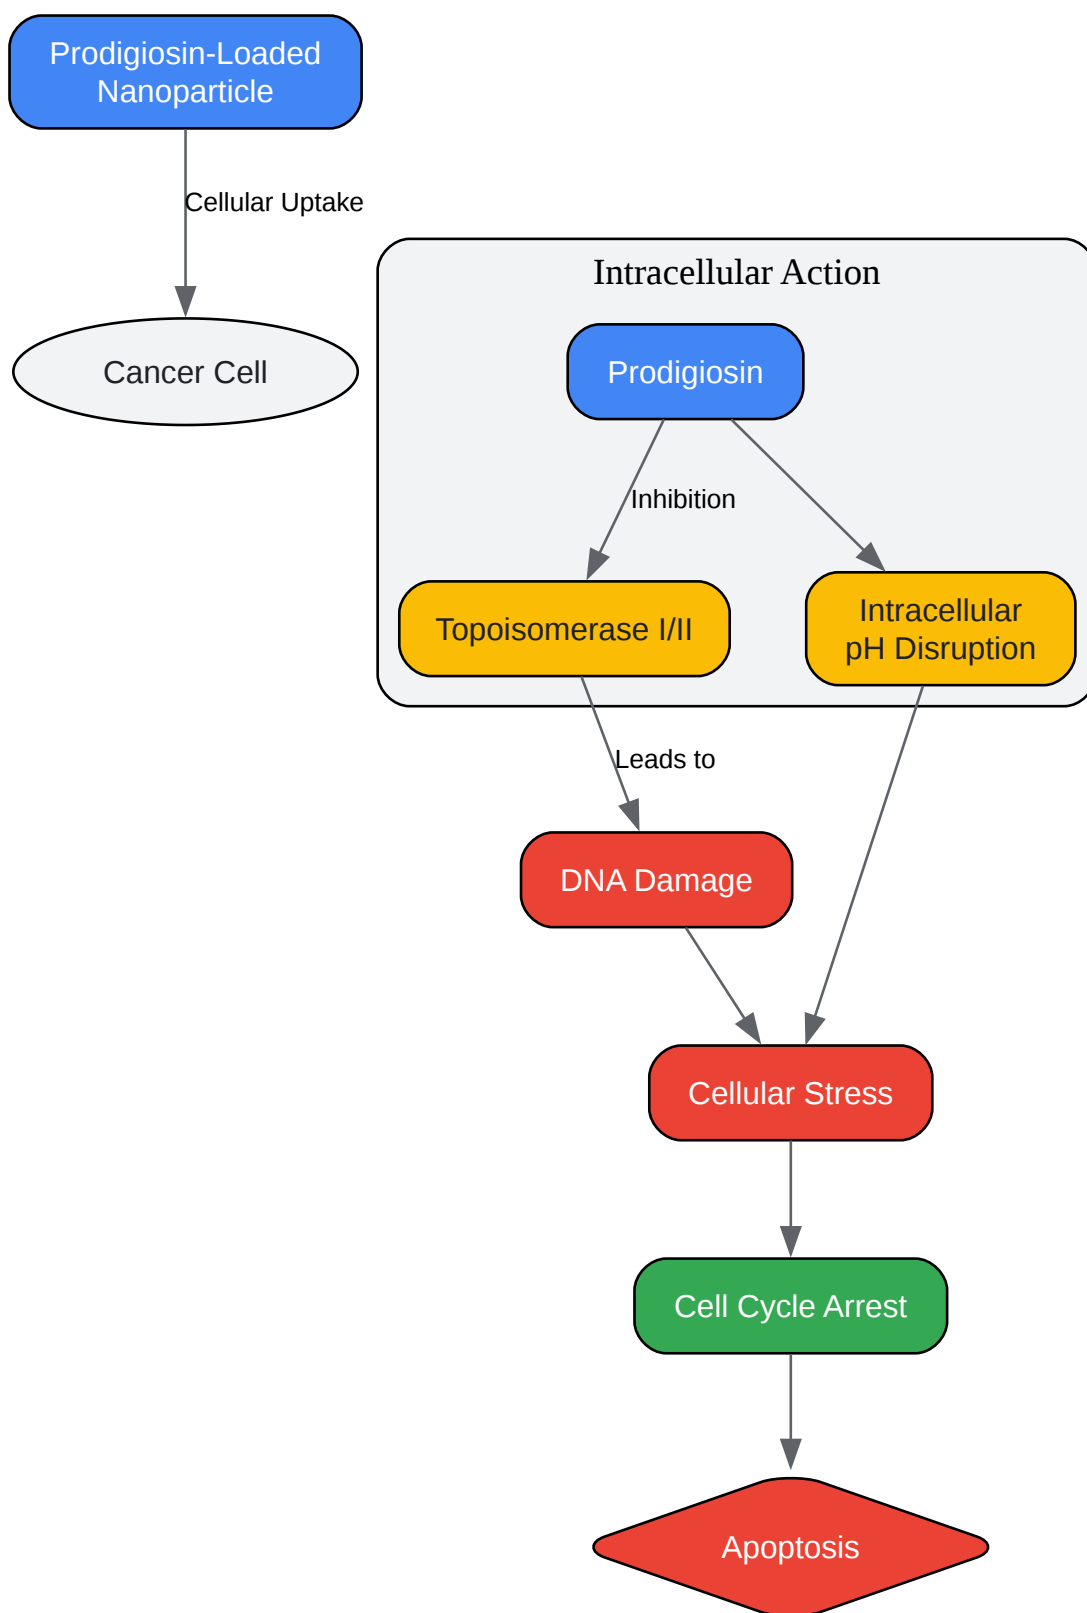 Prodigiosin-Loaded
Nanoparticle
Cellular Uptake
Cancer Cell
Intracellular Action
Prodigiosin
Inhibition
Topoisomerase I/II
Intracellular
pH Disruption
Leads to
DNA Damage
Cellular Stress
Cell Cycle Arrest
Apoptosis